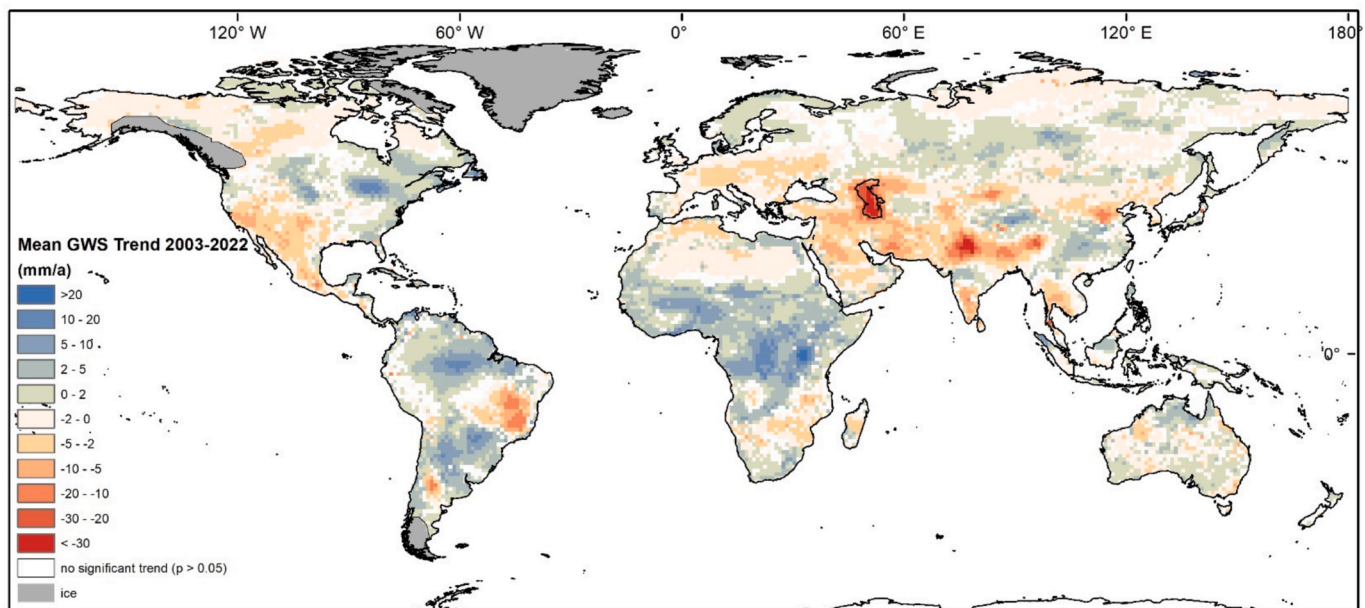 120° W 60° W 0° 60° E 120° E 180°
Mean GWS Trend 2003-2022
(mm/a)
>20
10 - 20
5 - 10
2 - 5
0 - 2
-2 - 0
-5 - -2
-10 - -5
-20 - -10
-30 - -20
< -30
no significant trend (p > 0.05)
ice
0°